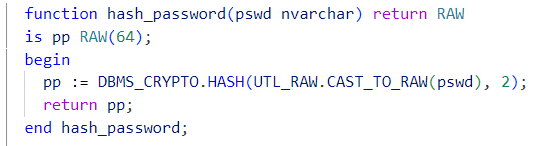 function hash_password(pswd nvarchar) return RAW
is pp RAW(64);
begin
  pp := DBMS_CRYPTO.HASH(UTL_RAW.CAST_TO_RAW(pswd), 2);
  return pp;
end hash_password;